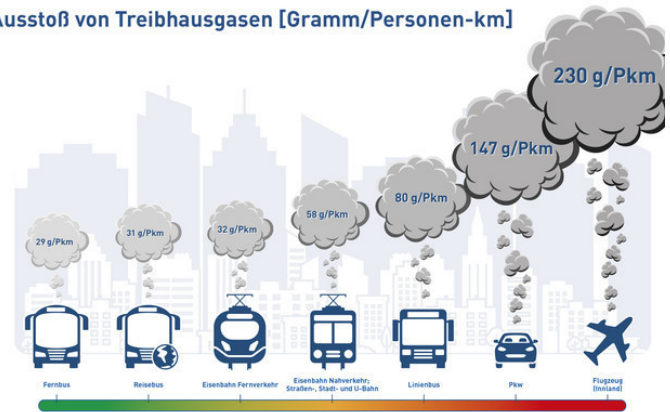 Ausstoß von Treibhausgasen [Gramm/Personen-km]
230 g/Pkm
147 g/Pkm
80 g/Pkm
58 g/Pkm
32 g/Pkm
31 g/Pkm
29 g/Pkm
Fernbus
Reisebus
Eisenbahn Fernverkehr
Eisenbahn Nahverkehr;
Straßen-, Stadt- und U-Bahn
Linienbus
Pkw
Flugzeug
(Innland)